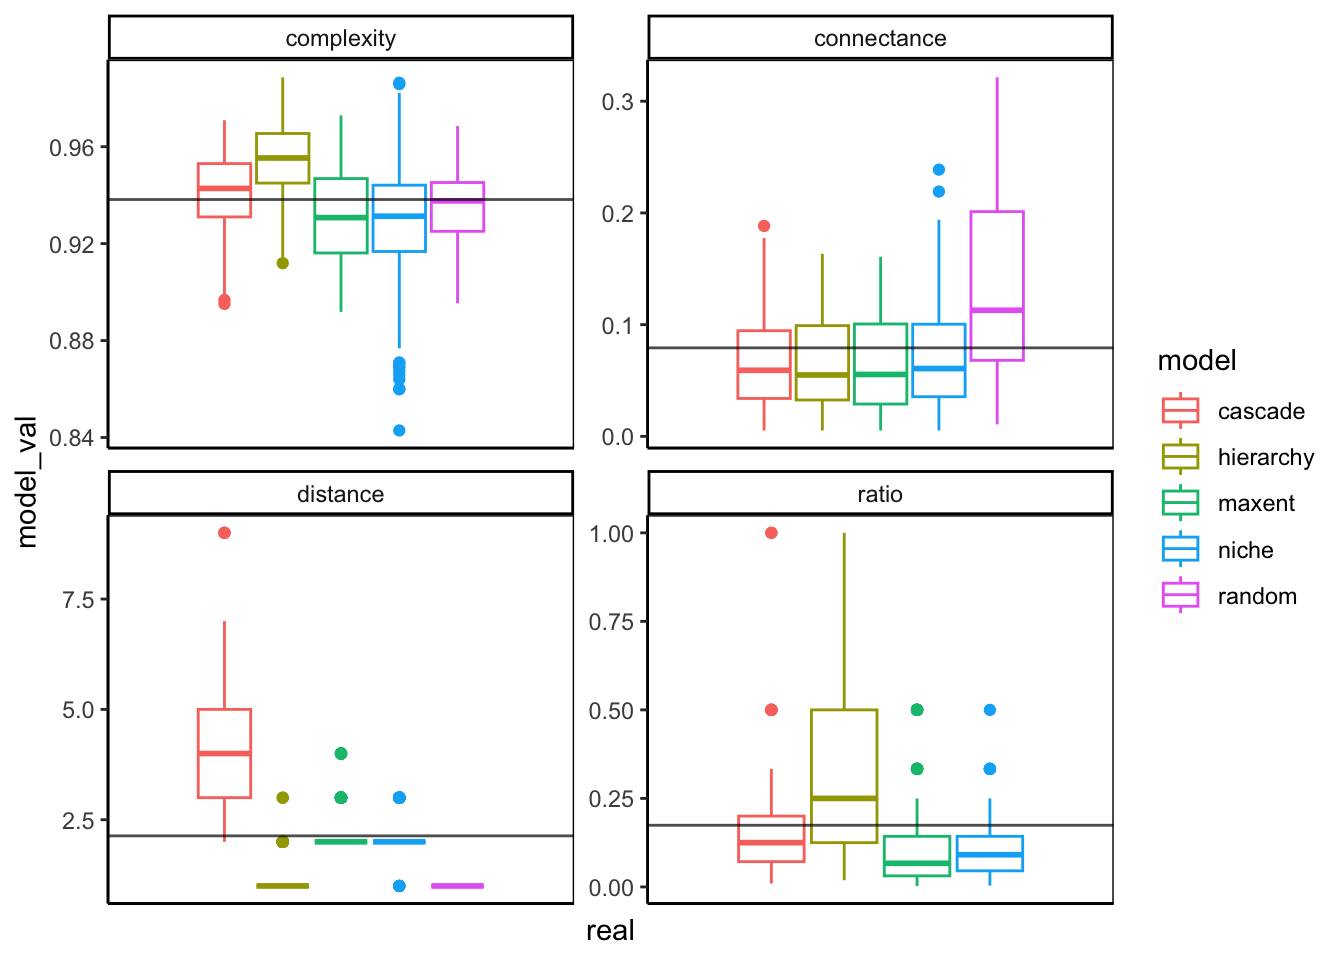 complexity
connectance
0.96
0.92
0.88
0.84
0.3
0.2
0.1
0.0
distance
ratio
7.5
5.0
2.5
1.00
0.75
0.50
0.25
0.00
model_val
real
model
cascade
hierarchy
maxent
niche
random